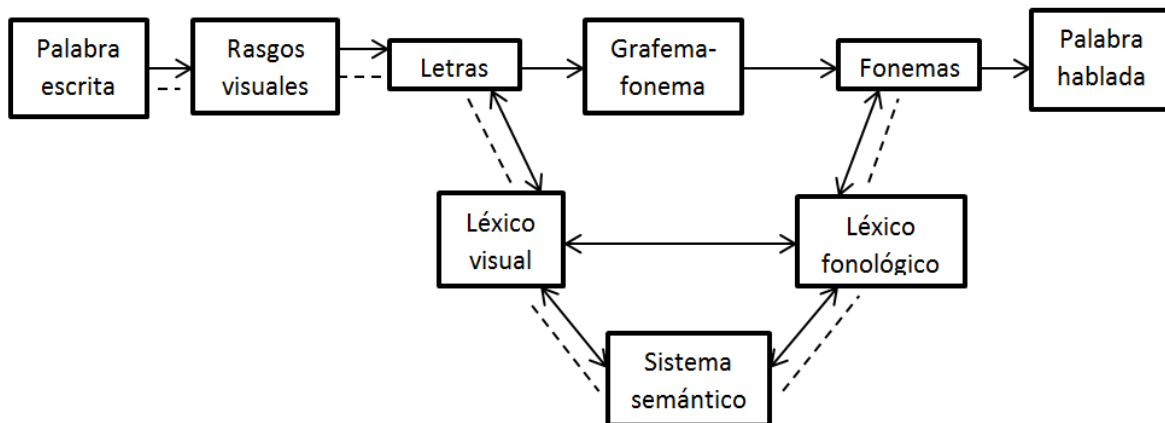 Palabra
escrita
Rasgos
visuales
Letras
Grafema-
fonema
Fonemas
Palabra
hablada
Léxico
visual
Léxico
fonológico
Sistema
semántico